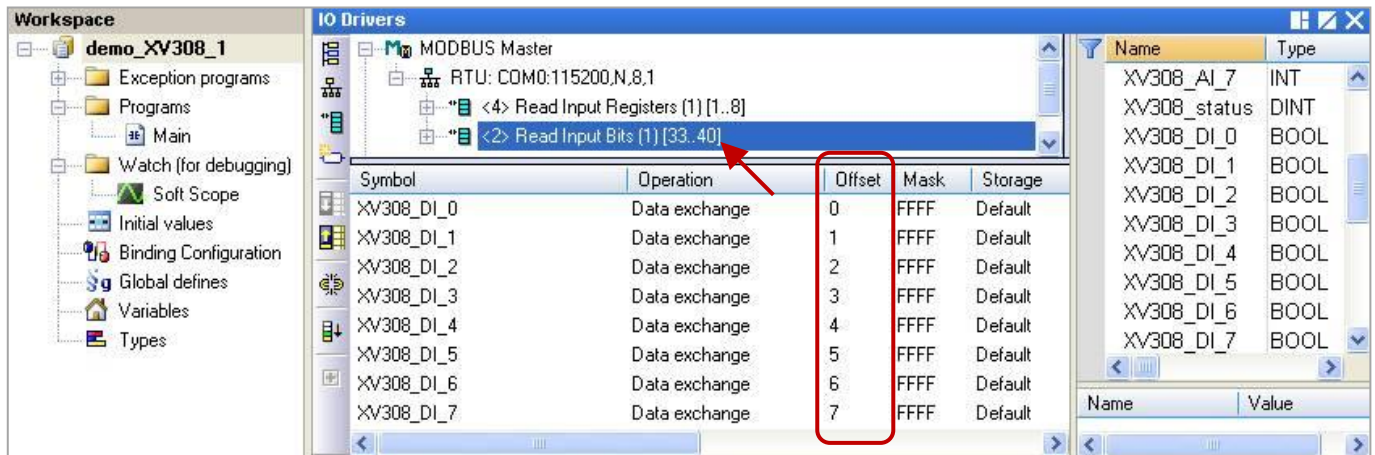 Workspace
demo_XV308_1
Exception programs
Programs
Main
Watch (for debugging)
Soft Scope
Initial values
Binding Configuration
Global defines
Variables
Types
IO Drivers
MODBUS Master
RTU: COM0:115200,N,8,1
<4> Read Input Registers (1) [1..8]
<2> Read Input Bits (1) [33..40]
Symbol Operation Offset Mask Storage
XV308_DI_0 Data exchange 0 FFFF Default
XV308_DI_1 Data exchange 1 FFFF Default
XV308_DI_2 Data exchange 2 FFFF Default
XV308_DI_3 Data exchange 3 FFFF Default
XV308_DI_4 Data exchange 4 FFFF Default
XV308_DI_5 Data exchange 5 FFFF Default
XV308_DI_6 Data exchange 6 FFFF Default
XV308_DI_7 Data exchange 7 FFFF Default
Name Type
XV308_AI_7 INT
XV308_status DINT
XV308_DI_0 BOOL
XV308_DI_1 BOOL
XV308_DI_2 BOOL
XV308_DI_3 BOOL
XV308_DI_4 BOOL
XV308_DI_5 BOOL
XV308_DI_6 BOOL
XV308_DI_7 BOOL
Name Value